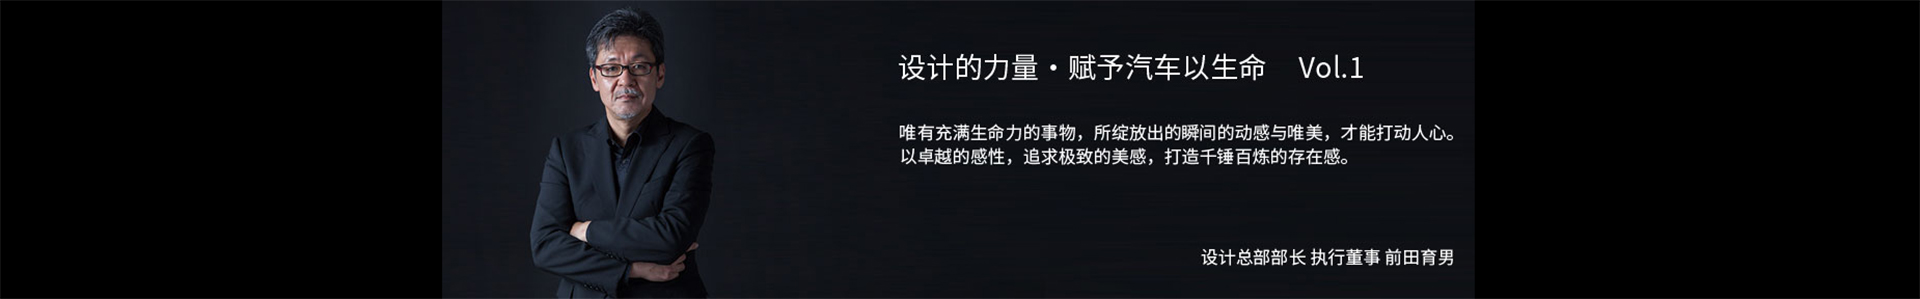 设计的力量・赋予汽车以生命 Vol.1
唯有充满生命力的事物，所绽放出的瞬间的动感与唯美，才能打动人心。
以卓越的感性，追求极致的美感，打造千锤百炼的存在感。
设计总部部长 执行董事 前田育男